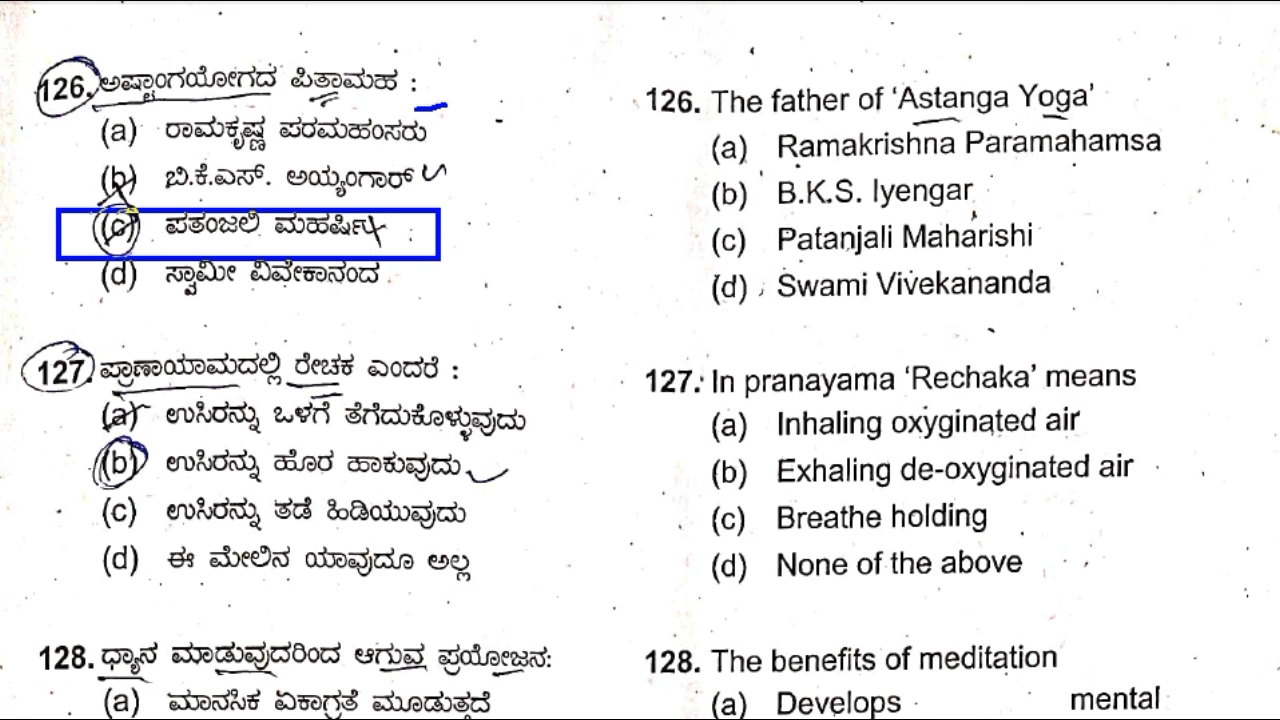 126. ಅಷ್ಟಾಂಗಯೋಗದ ಪಿತಾಮಹ :
(a) ರಾಮಕೃಷ್ಣ ಪರಮಹಂಸರು
(b) ಬಿ.ಕೆ.ಎಸ್. ಅಯ್ಯಂಗಾರ್
(c) ಪತಂಜಲಿ ಮಹರ್ಷಿ
(d) ಸ್ವಾಮೀ ವಿವೇಕಾನಂದ
127. ಪ್ರಾಣಾಯಾಮದಲ್ಲಿ ರೇಚಕ ಎಂದರೆ :
(a) ಉಸಿರನ್ನು ಒಳಗೆ ತೆಗೆದುಕೊಳ್ಳುವುದು
(b) ಉಸಿರನ್ನು ಹೊರ ಹಾಕುವುದು
(c) ಉಸಿರನ್ನು ತಡೆ ಹಿಡಿಯುವುದು
(d) ಈ ಮೇಲಿನ ಯಾವುದೂ ಅಲ್ಲ
128. ಧ್ಯಾನ ಮಾಡುವುದರಿಂದ ಆಗುವ ಪ್ರಯೋಜನ:
(a) ಮಾನಸಿಕ ಏಕಾಗ್ರತೆ ಮೂಡುತ್ತದೆ
126. The father of ‘Astanga Yoga’
(a) Ramakrishna Paramahamsa
(b) B.K.S. Iyengar
(c) Patanjali Maharishi
(d) Swami Vivekananda
127. In pranayama ‘Rechaka’ means
(a) Inhaling oxyginated air
(b) Exhaling de-oxyginated air
(c) Breathe holding
(d) None of the above
128. The benefits of meditation
(a) Develops mental